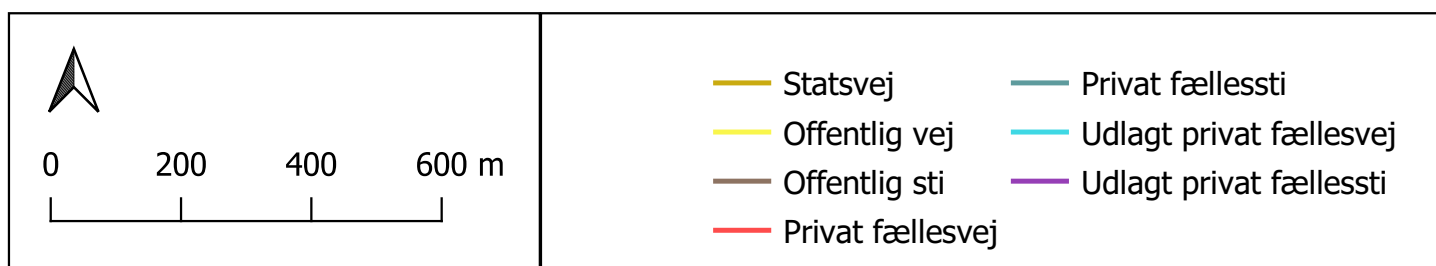 0 200 400 600 m
Statsvej
Offentlig vej
Offentlig sti
Privat fællesvej
Privat fællessti
Udlagt privat fællesvej
Udlagt privat fællessti